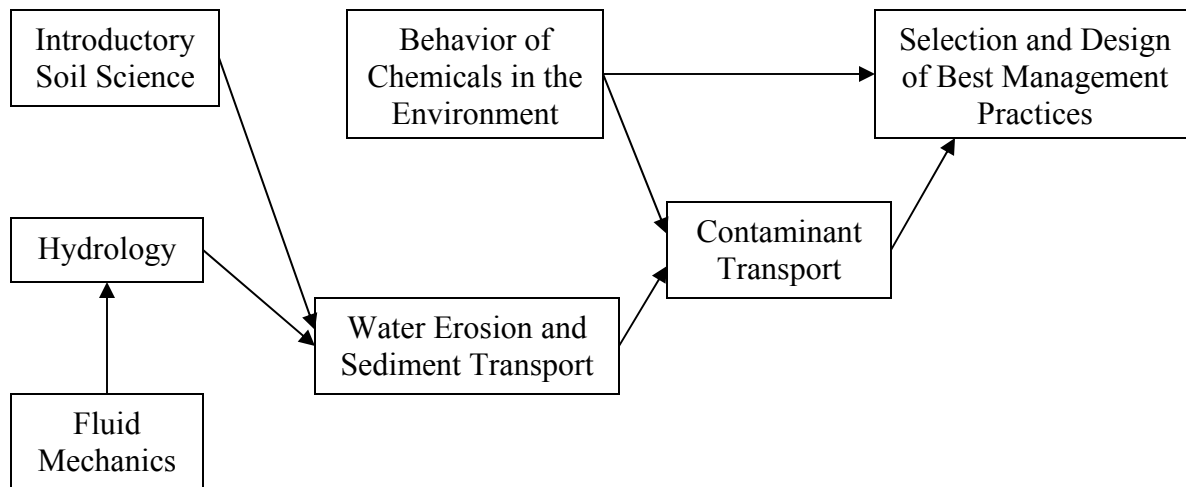 Introductory
Soil Science
Behavior of
Chemicals in the
Environment
Selection and Design
of Best Management
Practices
Hydrology
Contaminant
Transport
Water Erosion and
Sediment Transport
Fluid
Mechanics